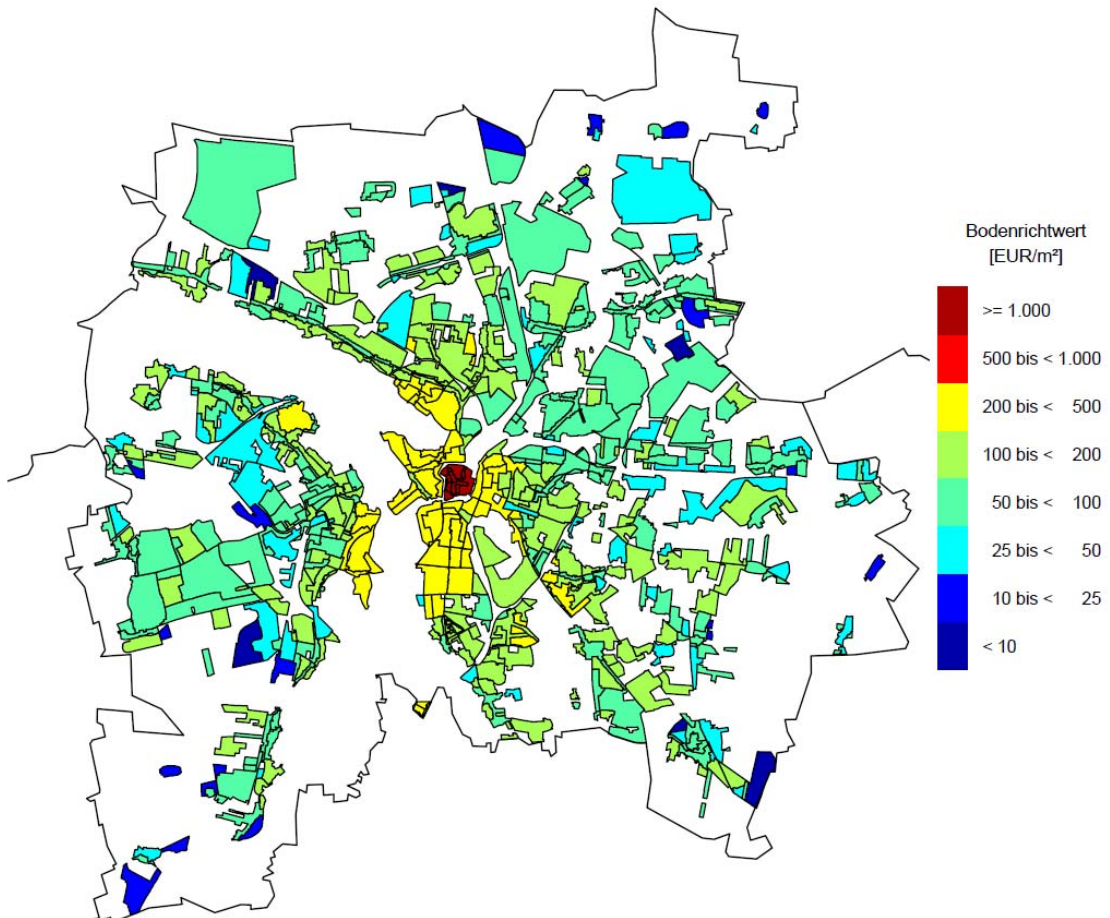 Bodenrichtwert
[EUR/m²]
>= 1.000
500 bis < 1.000
200 bis < 500
100 bis < 200
50 bis < 100
25 bis < 50
10 bis < 25
< 10